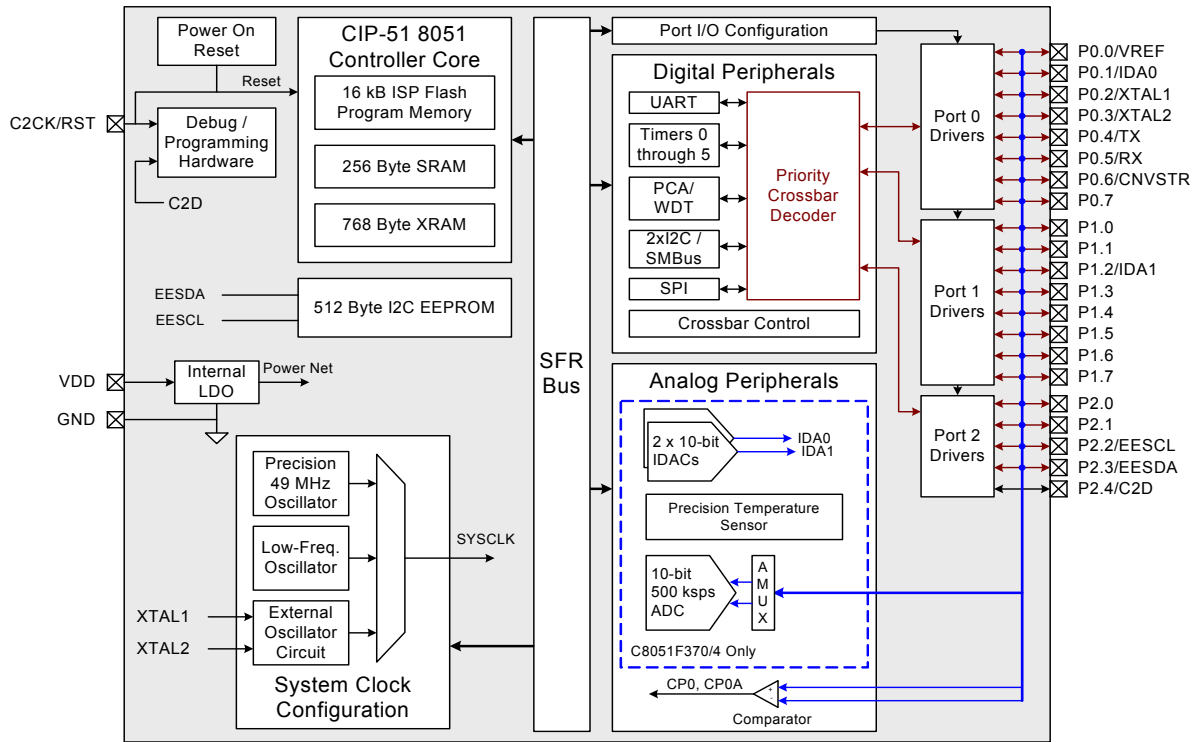 Power On
Reset
Reset
C2CK/RST
Debug /
Programming
Hardware
C2D
CIP-51 8051
Controller Core
16 kB ISP Flash
Program Memory
256 Byte SRAM
768 Byte XRAM
EESDA
EESCL
512 Byte I2C EEPROM
VDD
GND
Internal
LDO
Power Net
Precision
49 MHz
Oscillator
Low-Freq.
Oscillator
XTAL1
XTAL2
External
Oscillator
Circuit
SYSCLK
System Clock
Configuration
SFR
Bus
Port I/O Configuration
Digital Peripherals
UART
Timers 0
through 5
PCA/
WDT
2xI2C /
SMBus
SPI
Priority
Crossbar
Decoder
Crossbar Control
Analog Peripherals
2 x 10-bit
IDACs
IDA0
IDA1
Precision Temperature
Sensor
10-bit
500 ksps
ADC
A
M
U
X
C8051F370/4 Only
CP0, CP0A
+
-
Comparator
Port 0
Drivers
Port 1
Drivers
Port 2
Drivers
P0.0/VREF
P0.1/IDA0
P0.2/XTAL1
P0.3/XTAL2
P0.4/TX
P0.5/RX
P0.6/CNVSTR
P0.7
P1.0
P1.1
P1.2/IDA1
P1.3
P1.4
P1.5
P1.6
P1.7
P2.0
P2.1
P2.2/EESCL
P2.3/EESDA
P2.4/C2D